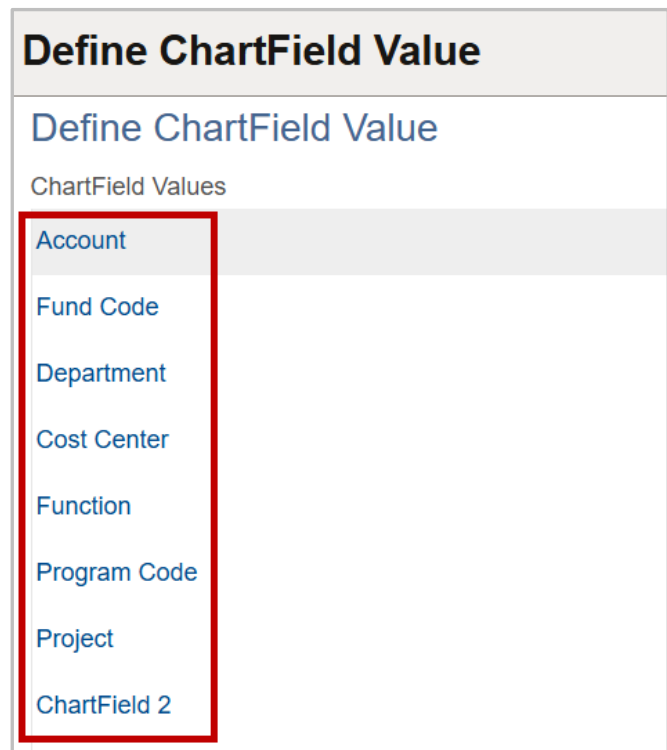 Define ChartField Value
Define ChartField Value
ChartField Values
Account
Fund Code
Department
Cost Center
Function
Program Code
Project
ChartField 2